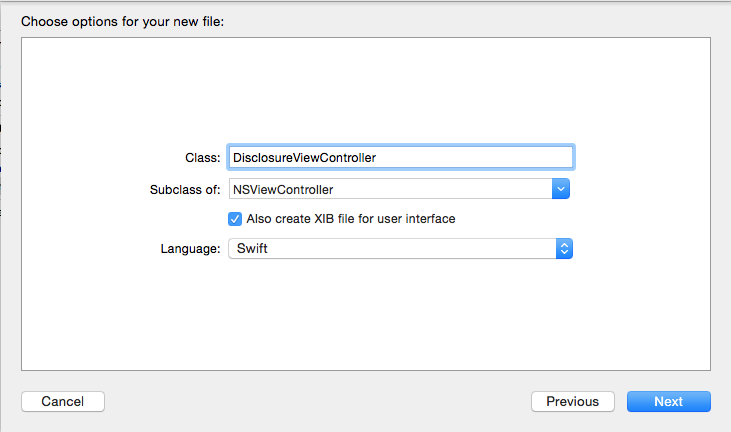 Choose options for your new file:
Class: DisclosureViewController
Subclass of: NSViewController
Also create XIB file for user interface
Language: Swift
Cancel Previous Next